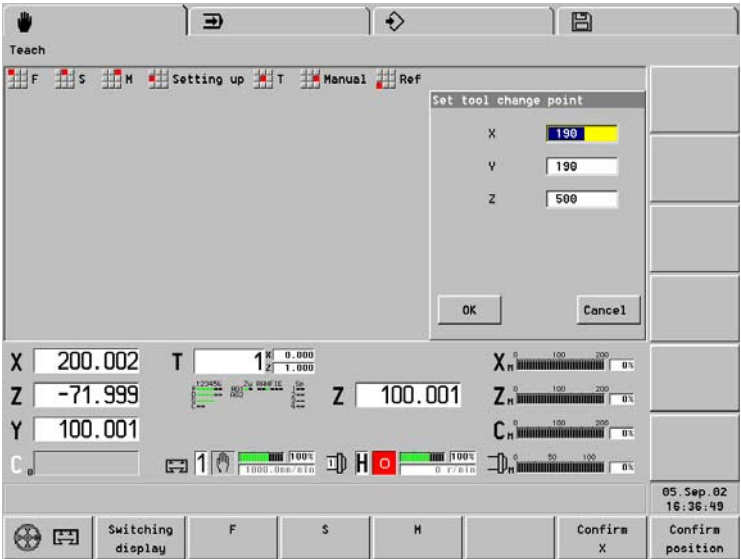 Teach
F S M Setting up T Manual Ref
Set tool change point
X 190
Y 190
Z 500
OK Cancel
X 200.002 T 1 X 0.000
Z 1.000
Z -71.999 Z 100.001
Y 100.001
C 0
X M 0 100 200 0%
Z M 0 100 200 0%
C M 0 100 200 0%
M 0 50 100 0%
1 100% 1000.0mm/min 1 H 0 100% 0 r/min
05.Sep.02
16:36:49
Switching display
F
S
M
Confirm X
Confirm position